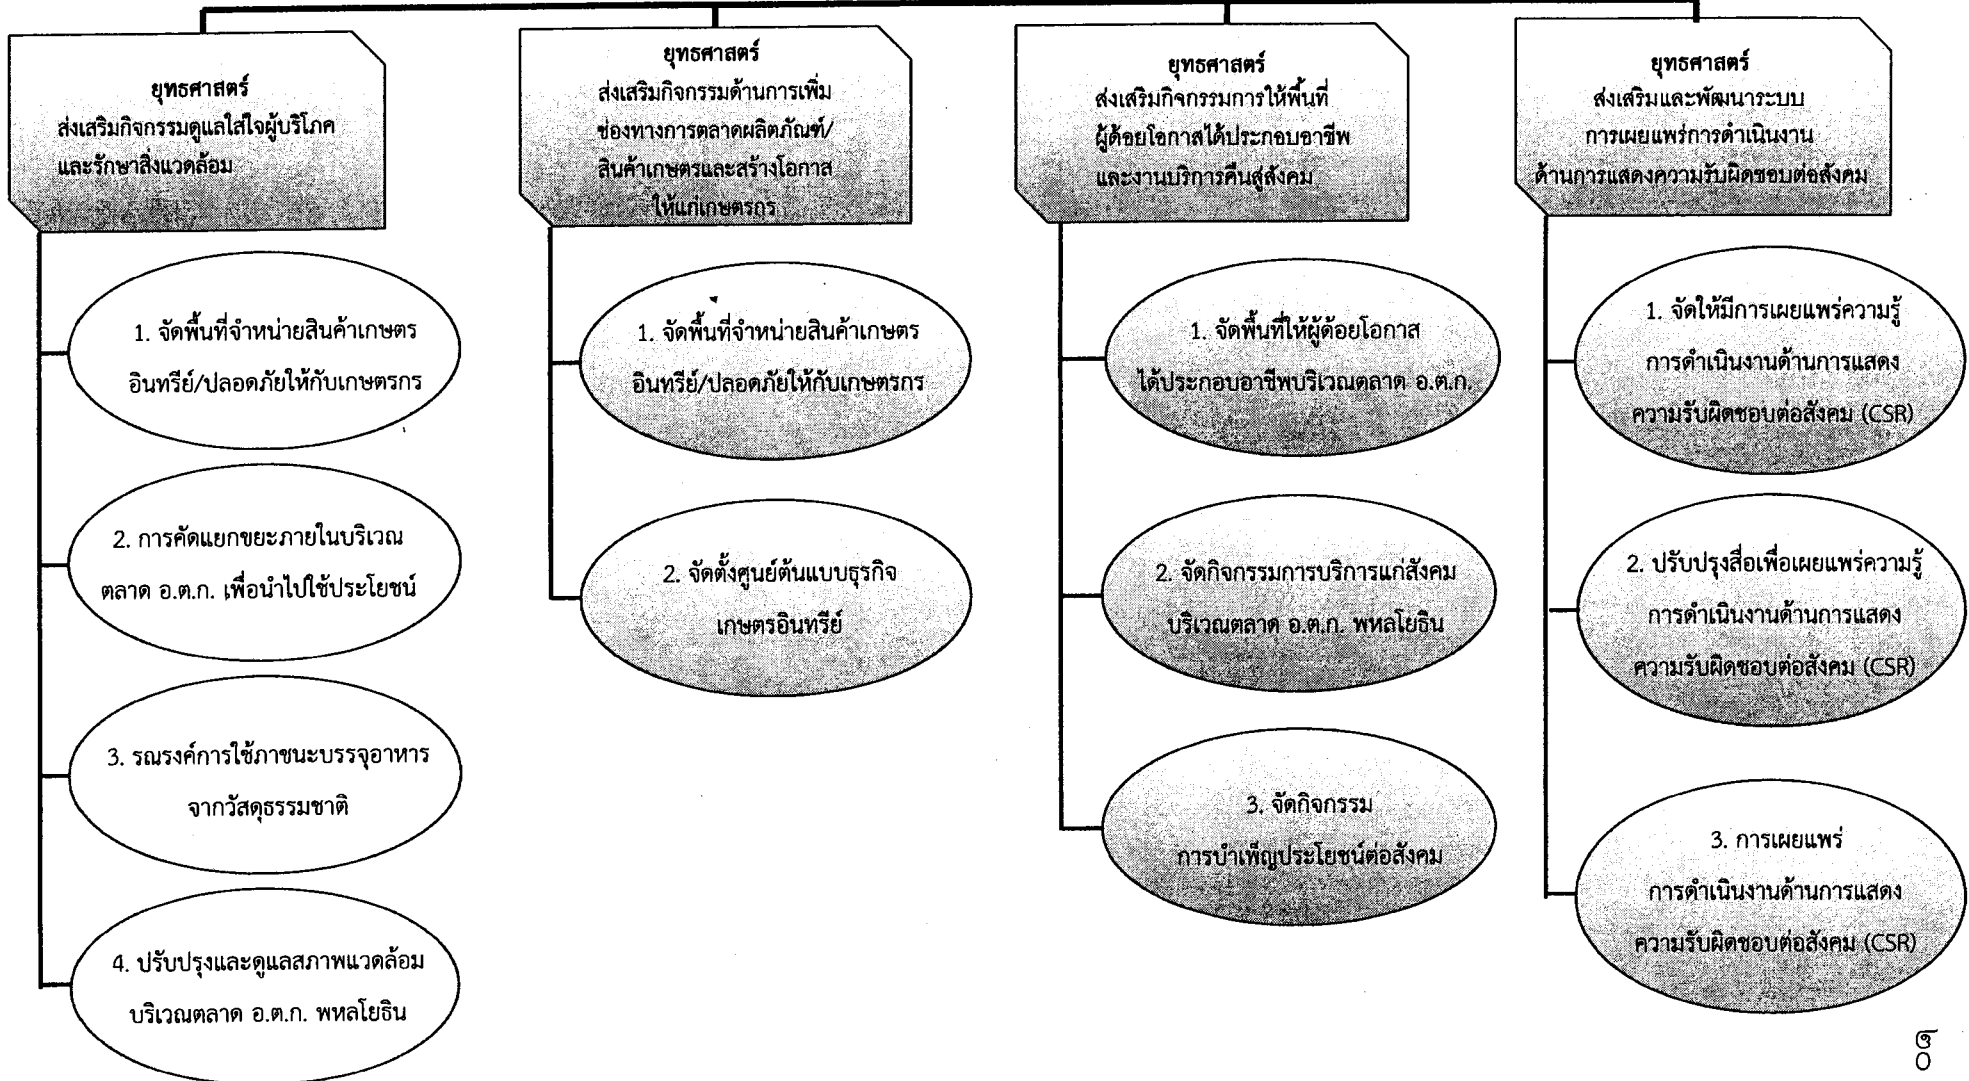 ยุทธศาสตร์
ส่งเสริมกิจกรรมดูแลใส่ใจผู้บริโภค
และรักษาสิ่งแวดล้อม
1. จัดพื้นที่จำหน่ายสินค้าเกษตร
อินทรีย์/ปลอดภัยให้กับเกษตรกร
2. การคัดแยกขยะภายในบริเวณ
ตลาด อ.ต.ก. เพื่อนำไปใช้ประโยชน์
3. รณรงค์การใช้ภาชนะบรรจุอาหาร
จากวัสดุธรรมชาติ
4. ปรับปรุงและดูแลสภาพแวดล้อม
บริเวณตลาด อ.ต.ก. พหลโยธิน
ยุทธศาสตร์
ส่งเสริมกิจกรรมด้านการเพิ่ม
ช่องทางการตลาดผลิตภัณฑ์/
สินค้าเกษตรและสร้างโอกาส
ให้แก่เกษตรกร
1. จัดพื้นที่จำหน่ายสินค้าเกษตร
อินทรีย์/ปลอดภัยให้กับเกษตรกร
2. จัดตั้งศูนย์ต้นแบบธุรกิจ
เกษตรอินทรีย์
ยุทธศาสตร์
ส่งเสริมกิจกรรมการให้พื้นที่
ผู้ด้อยโอกาสได้ประกอบอาชีพ
และงานบริการคืนสู่สังคม
1. จัดพื้นที่ให้ผู้ด้อยโอกาส
ได้ประกอบอาชีพบริเวณตลาด อ.ต.ก.
2. จัดกิจกรรมการบริการแก่สังคม
บริเวณตลาด อ.ต.ก. พหลโยธิน
3. จัดกิจกรรม
การบำเพ็ญประโยชน์ต่อสังคม
ยุทธศาสตร์
ส่งเสริมและพัฒนาระบบ
การเผยแพร่การดำเนินงาน
ด้านการแสดงความรับผิดชอบต่อสังคม
1. จัดให้มีการเผยแพร่ความรู้
การดำเนินงานด้านการแสดง
ความรับผิดชอบต่อสังคม (CSR)
2. ปรับปรุงสื่อเพื่อเผยแพร่ความรู้
การดำเนินงานด้านการแสดง
ความรับผิดชอบต่อสังคม (CSR)
3. การเผยแพร่
การดำเนินงานด้านการแสดง
ความรับผิดชอบต่อสังคม (CSR)